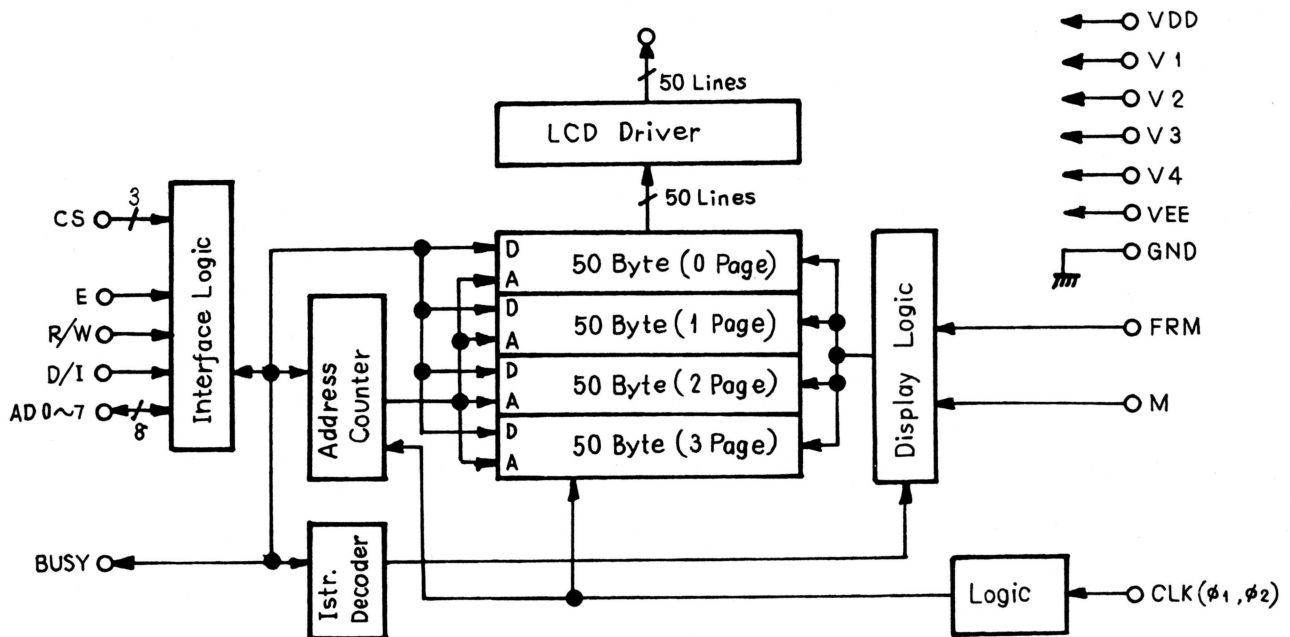 VDD
V1
V2
V3
V4
VEE
GND
50 Lines
LCD Driver
50 Lines
CS
3
E
R/W
D/I
AD 0~7
8
Interface Logic
Address
Counter
D
A
50 Byte (0 Page)
D
A
50 Byte (1 Page)
D
A
50 Byte (2 Page)
D
A
50 Byte (3 Page)
Display Logic
FRM
M
BUSY
Istr.
Decoder
Logic
CLK(ϕ1,ϕ2)